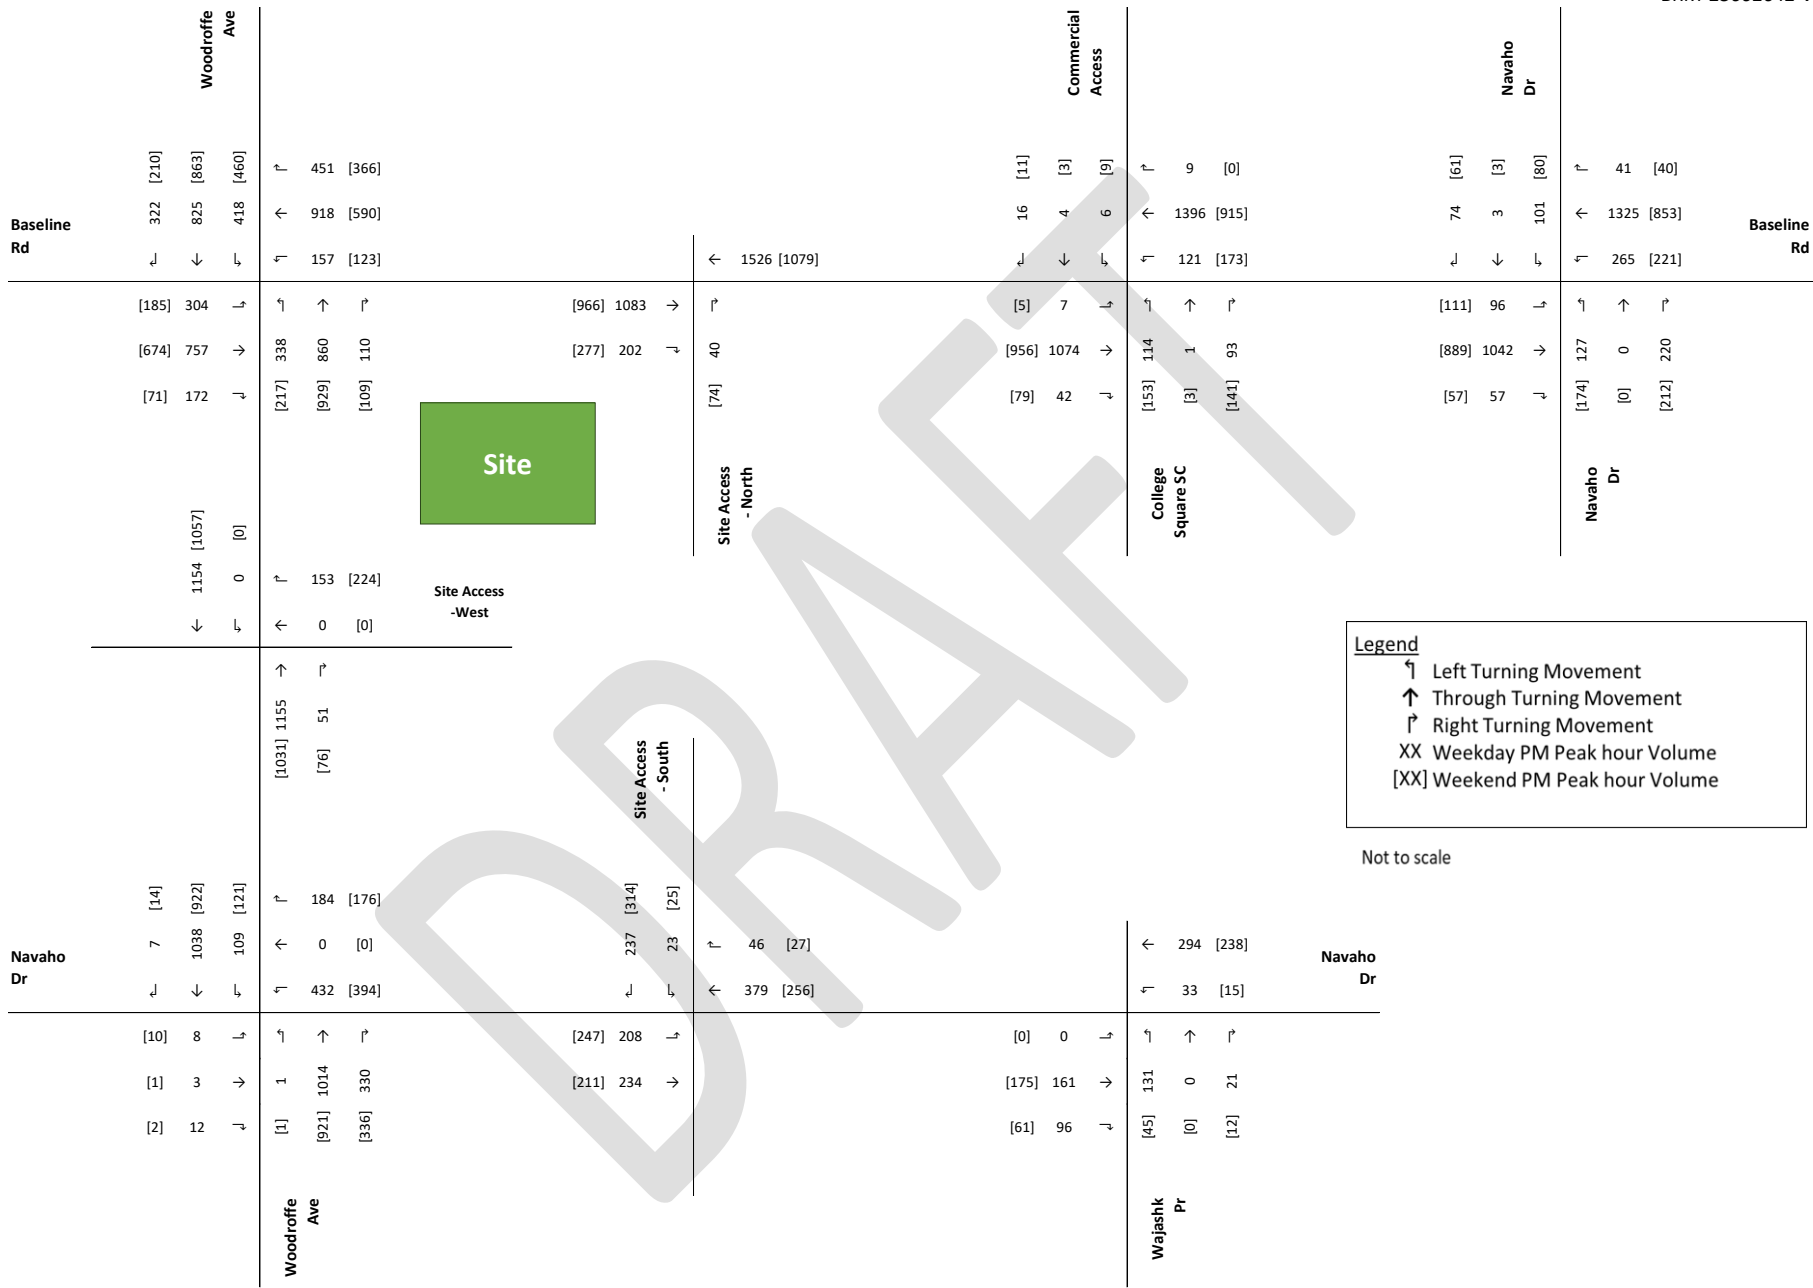 Woodroffe
Ave
Commercial
Access
Navaho
Dr
[210] [863] [460] ↱ 451 [366]
322 825 418 ← 918 [590]
157 [123]
[11] [3] [9] 9 [0]
16 4 6 ← 1396 [915]
121 [173]
[61] [3] [80] 41 [40]
74 3 101 ← 1325 [853]
265 [221]
Baseline
Rd
← 1526 [1079]
Baseline
Rd
[185] 304
[674] 757 → 338 860 110
[71] 172 [217] [929] [109]
[966] 1083 →
[277] 202 40
[74]
[5] 7
[956] 1074 → 114 1 93
[79] 42 [153] [3] [141]
[111] 96
[889] 1042 → 127 0 220
[57] 57 [174] [0] [212]
Site
Site Access
- North
College
Square SC
Navaho
Dr
1154 [1057]
0 [0]
153 [224]
← 0 [0]
Site Access
-West
[1031] 1155
[76] 51
Site Access
- South
Legend
↰ Left Turning Movement
↑ Through Turning Movement
↱ Right Turning Movement
XX Weekday PM Peak hour Volume
[XX] Weekend PM Peak hour Volume
Not to scale
[14] [922] [121] 184 [176]
7 1038 109 ← 0 [0]
432 [394]
[314] [25]
237 23 46 [27]
← 379 [256]
← 294 [238]
33 [15]
Navaho
Dr
Navaho
Dr
[10] 8
[1] 3 → 1 1014 330
[2] 12 [1] [921] [336]
[247] 208
[211] 234 →
[0] 0
[175] 161 → 131 0 21
[61] 96 [45] [0] [12]
Woodroffe
Ave
Wajashk
Pr
DRAFT